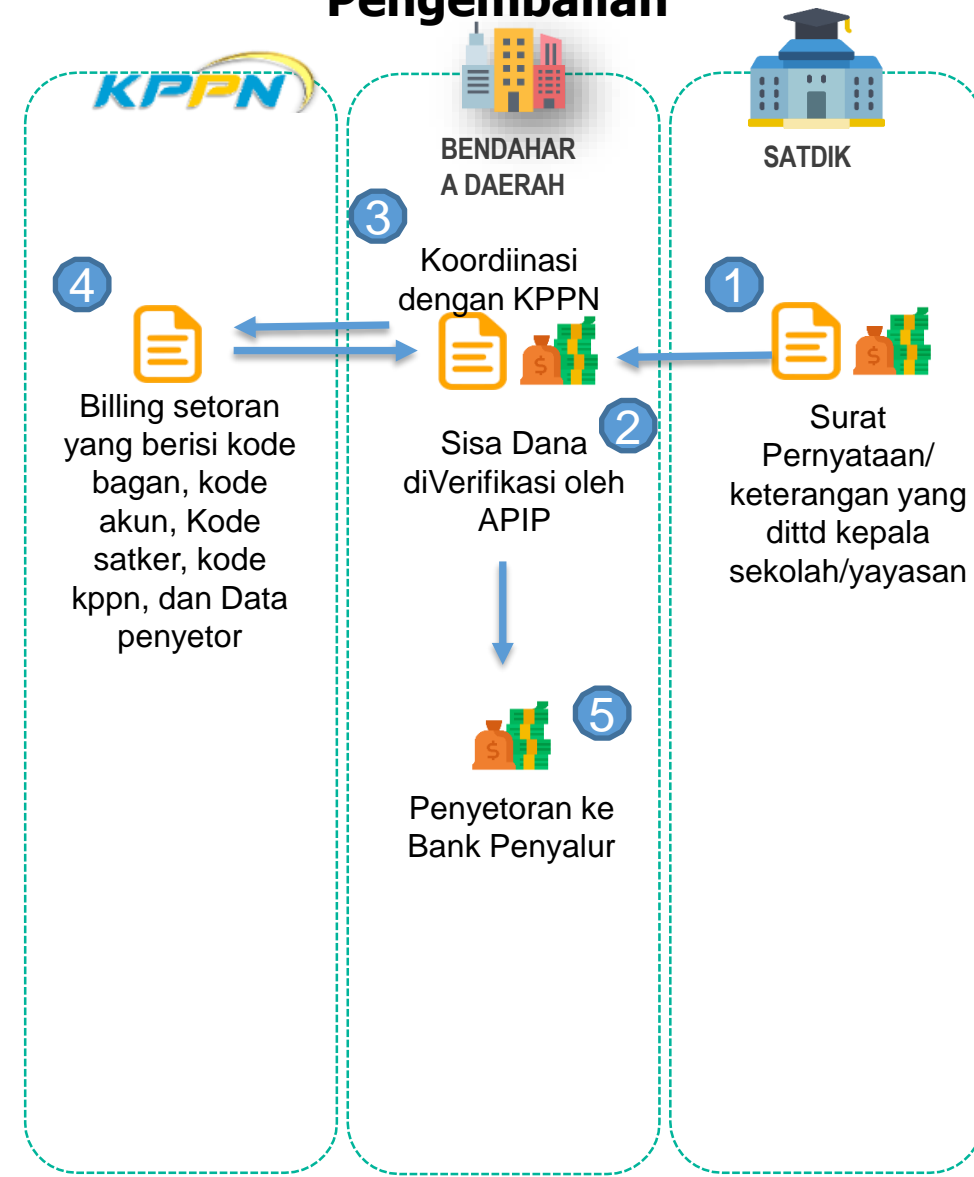 Pengembalian
KPPN
BENDAHAR
A DAERAH
SATDIK
3
Koordiinasi
dengan KPPN
4
1
Billing setoran
yang berisi kode
bagan, kode
akun, Kode
satker, kode
kppn, dan Data
penyetor
2
Sisa Dana
diVerifikasi oleh
APIP
Surat
Pernyataan/
keterangan yang
dittd kepala
sekolah/yayasan
5
Penyetoran ke
Bank Penyalur